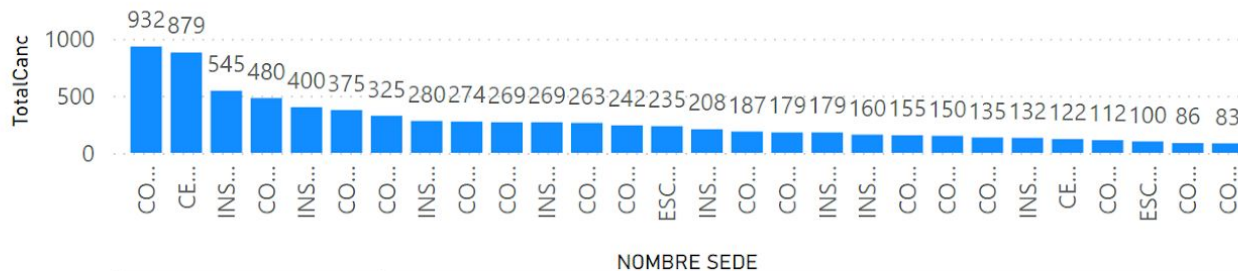 932 879 545 480 400 375 325 280 274 269 269 263 242 235 208 187 179 179 160 155 150 135 132 122 112 100 86 83
TotalCanc
1000
500
0
CO... CE... INS... CO... INS... CO... CO... INS... CO... CO... INS... CO... CO... ESC... INS... CO... CO... INS... INS... CO... CO... CO... INS... CE... CO... ESC... CO... CO...
NOMBRE SEDE